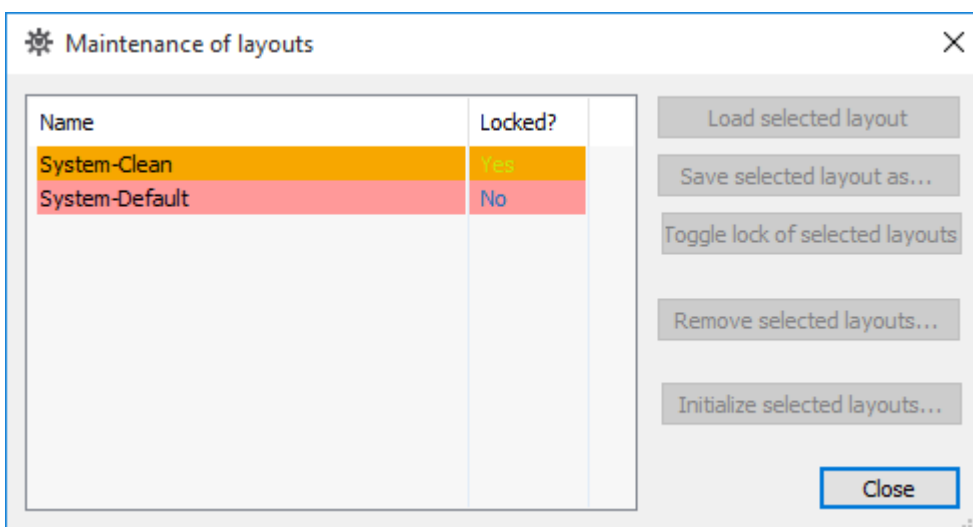 Maintenance of layouts
Name Locked?
System-Clean Yes
System-Default No
Load selected layout
Save selected layout as...
Toggle lock of selected layouts
Remove selected layouts...
Initialize selected layouts...
Close